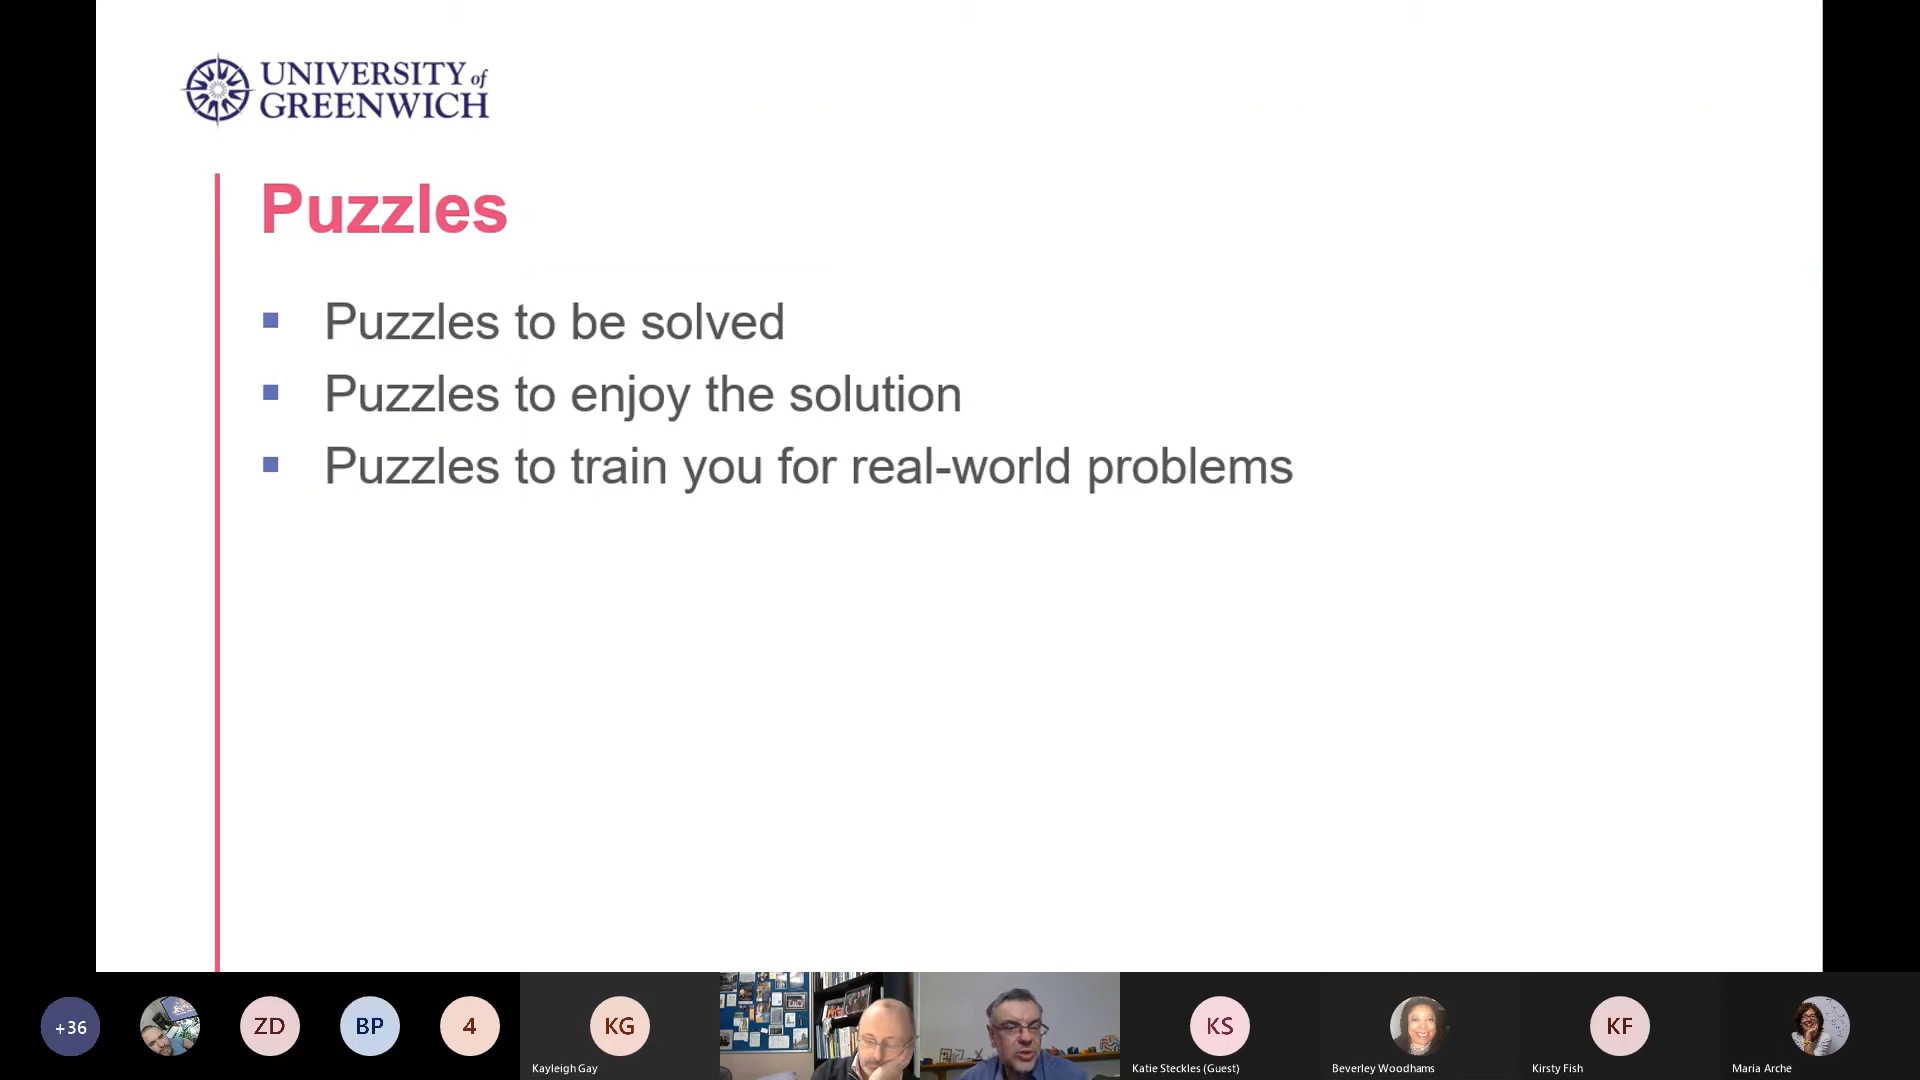 UNIVERSITY of
GREENWICH
Puzzles
Puzzles to be solved
Puzzles to enjoy the solution
Puzzles to train you for real-world problems
+36
ZD
BP
4
KG
KS
KF
Kayleigh Gay
Katie Steckles (Guest)
Beverley Woodhams
Kirsty Fish
Maria Arche